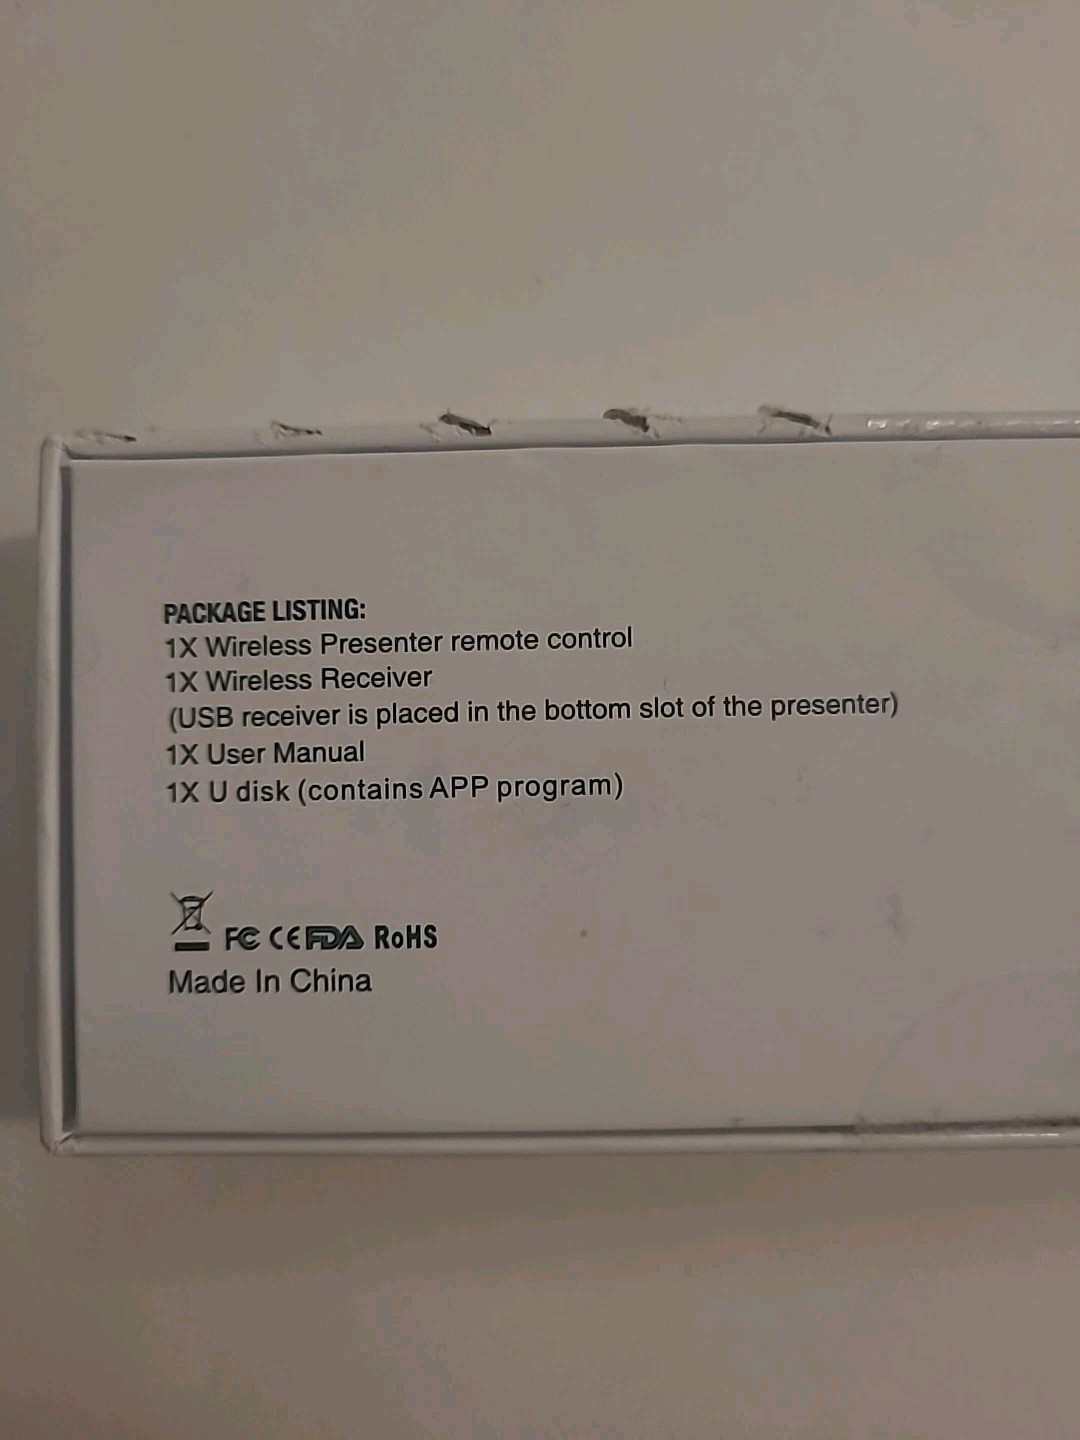 PACKAGE LISTING:
1X Wireless Presenter remote control
1X Wireless Receiver
(USB receiver is placed in the bottom slot of the presenter)
1X User Manual
1X U disk (contains APP program)
FC CE FDA RoHS
Made In China